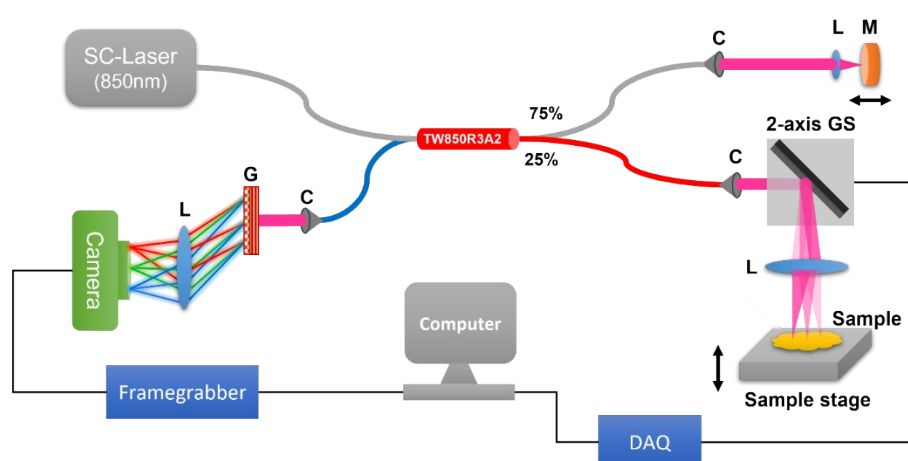 SC-Laser
(850nm)
C
L
M
75%
TW850R3A2
25%
2-axis GS
C
G
C
L
Camera
L
Computer
Sample
Framegrabber
Sample stage
DAQ